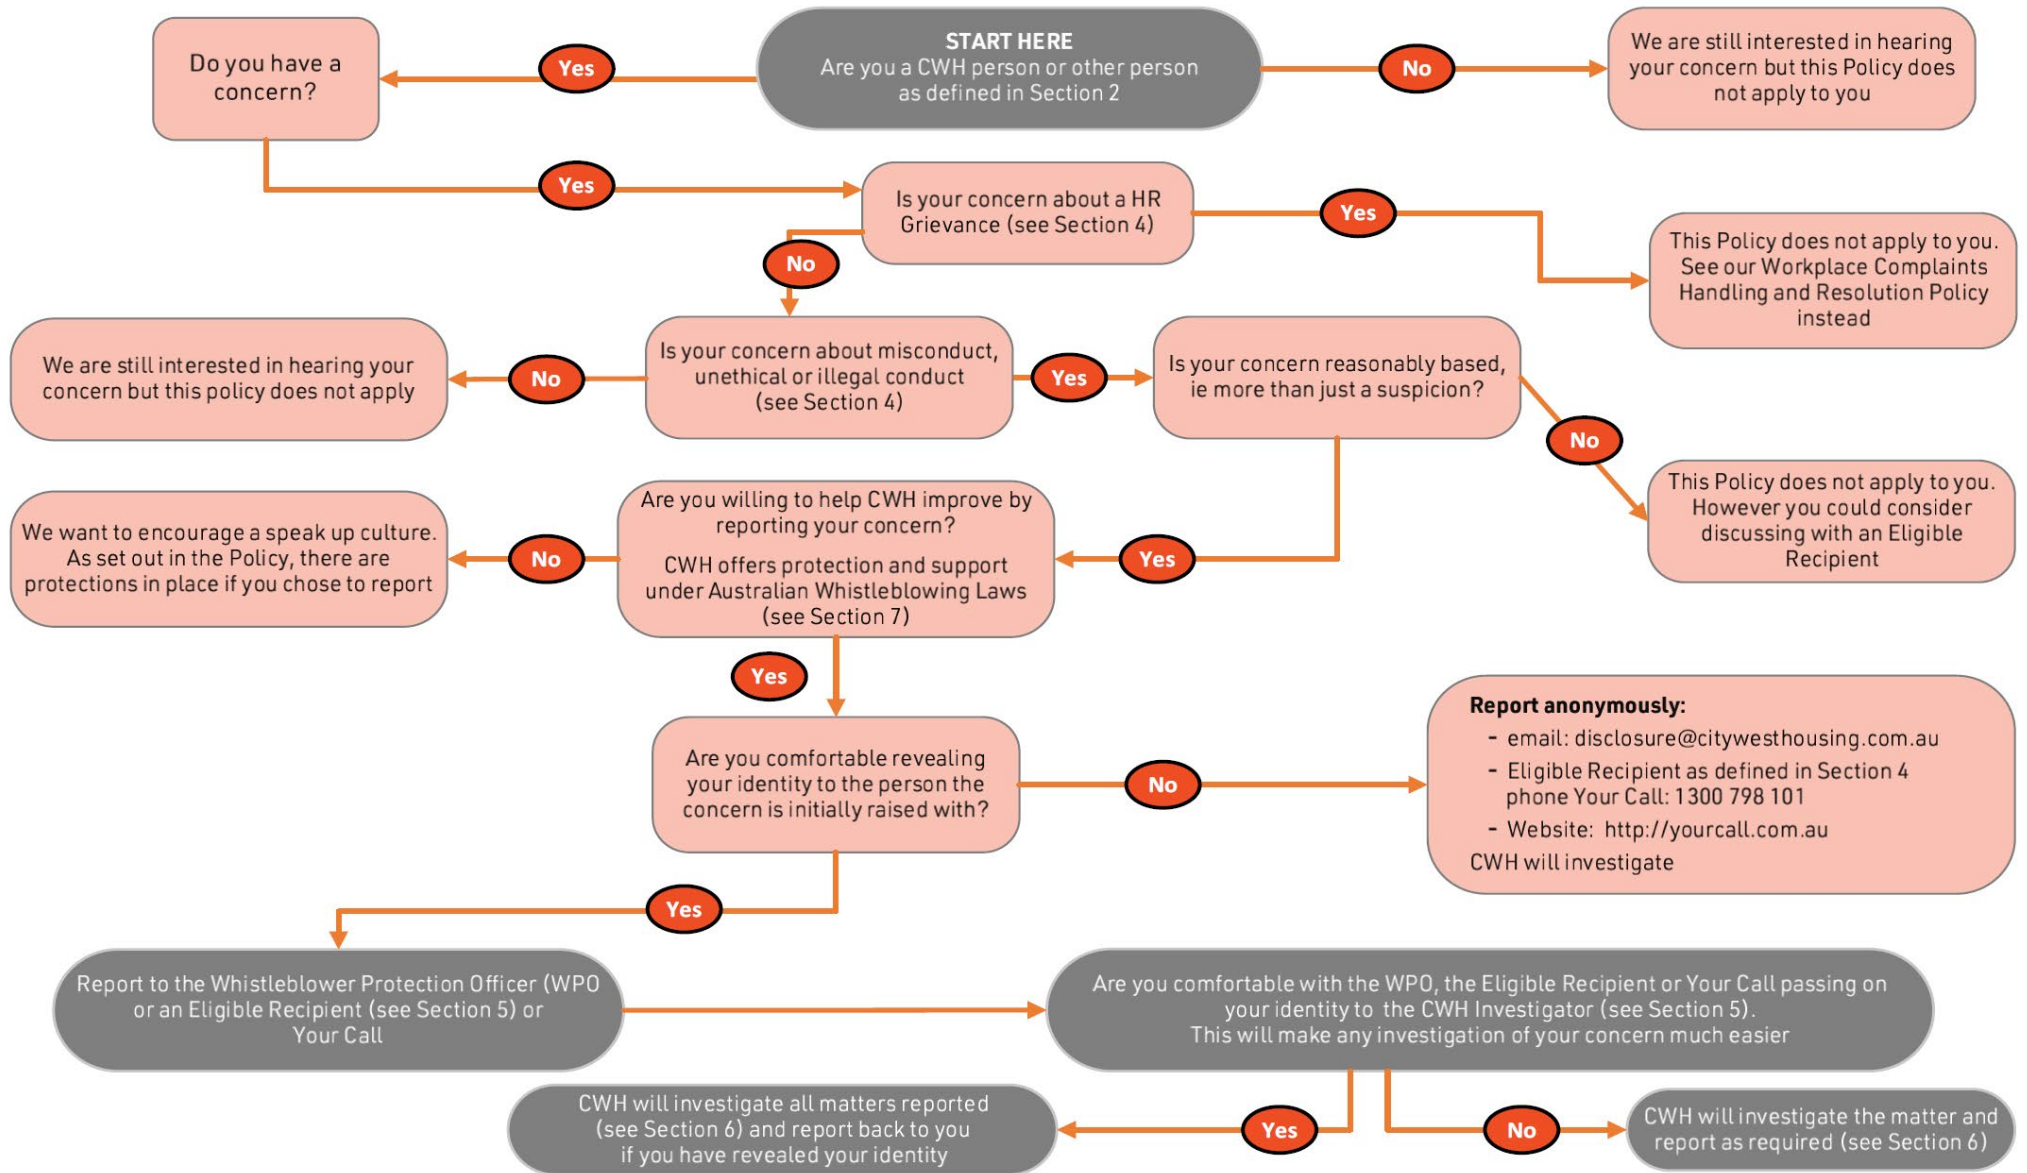 START HERE
Are you a CWH person or other person
as defined in Section 2
Yes
Do you have a
concern?
No
We are still interested in hearing
your concern but this Policy does
not apply to you
Yes
Is your concern about a HR
Grievance (see Section 4)
Yes
This Policy does not apply to you.
See our Workplace Complaints
Handling and Resolution Policy
instead
No
Is your concern about misconduct,
unethical or illegal conduct
(see Section 4)
No
We are still interested in hearing your
concern but this policy does not apply
Yes
Is your concern reasonably based,
ie more than just a suspicion?
No
This Policy does not apply to you.
However you could consider
discussing with an Eligible
Recipient
Yes
Are you willing to help CWH improve by
reporting your concern?
CWH offers protection and support
under Australian Whistleblowing Laws
(see Section 7)
No
We want to encourage a speak up culture.
As set out in the Policy, there are
protections in place if you chose to report
Yes
Are you comfortable revealing
your identity to the person the
concern is initially raised with?
No
Report anonymously:
- email: disclosure@citywesthousing.com.au
- Eligible Recipient as defined in Section 4
phone Your Call: 1300 798 101
- Website: http://yourcall.com.au
CWH will investigate
Yes
Report to the Whistleblower Protection Officer (WPO
or an Eligible Recipient (see Section 5) or
Your Call
Are you comfortable with the WPO, the Eligible Recipient or Your Call passing on
your identity to the CWH Investigator (see Section 5).
This will make any investigation of your concern much easier
Yes
CWH will investigate all matters reported
(see Section 6) and report back to you
if you have revealed your identity
No
CWH will investigate the matter and
report as required (see Section 6)